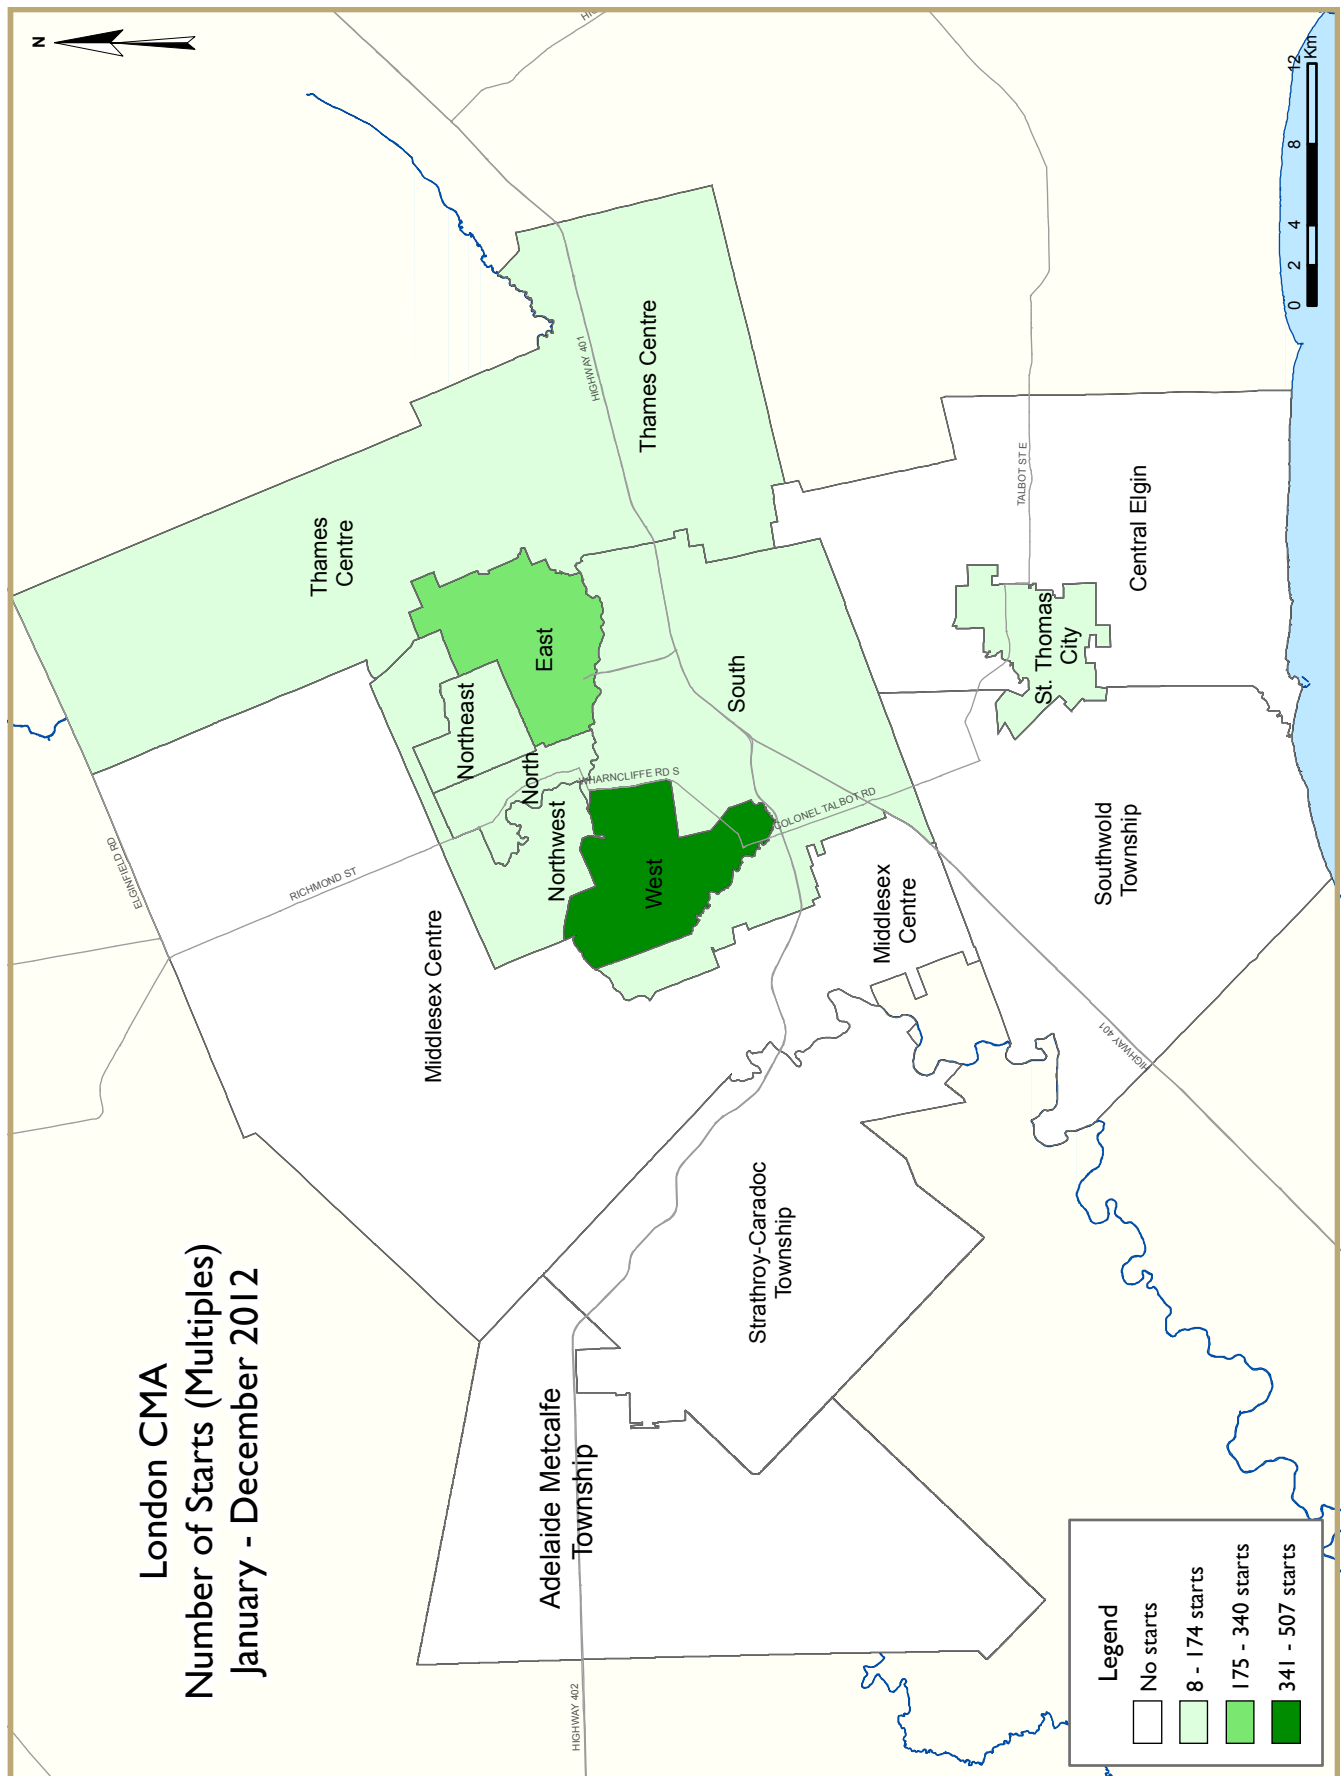 London CMA
Number of Starts (Multiples)
January - December 2012
N
ELGINFIELD RD
RICHMOND ST
Thames
Centre
Middlesex Centre
Northeast
North
Northwest
East
West
WHARNCLIFFE RD S
HIGHWAY 401
Thames Centre
South
COLONEL TALBOT RD
Middlesex
Centre
Adelaide Metcalfe
Township
HIGHWAY 402
Strathroy-Caradoc
Township
TALBOT ST E
St. Thomas
City
Central Elgin
Southwold
Township
HIGHWAY 401
Legend
No starts
8 - 174 starts
175 - 340 starts
341 - 507 starts
0 2 4 8 12
Km